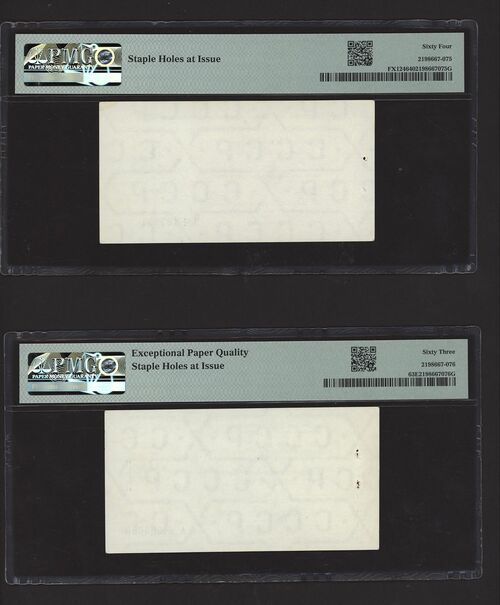 PMG
PAPER MONEY GUARANTY
Staple Holes at Issue
Sixty Four
2198667-075
FX1246402198667075G
PMG
PAPER MONEY GUARANTY
Exceptional Paper Quality
Staple Holes at Issue
Sixty Three
2198667-076
63E2198667076G